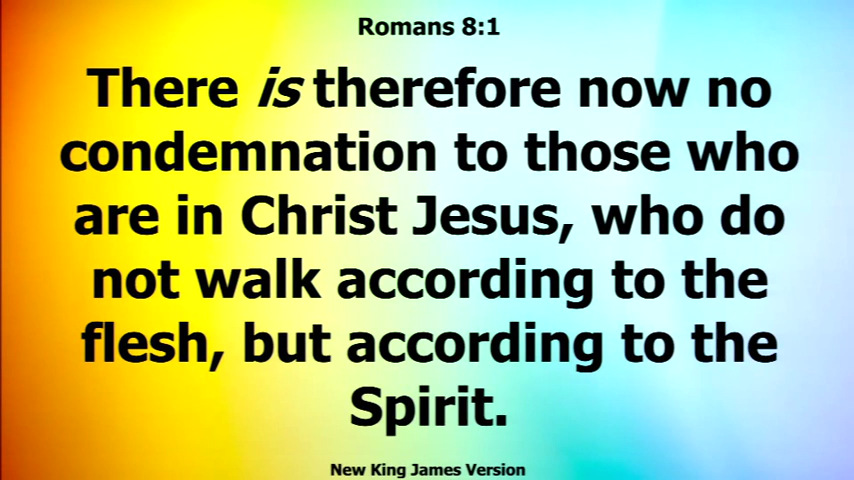 Romans 8:1
There is therefore now no
condemnation to those who
are in Christ Jesus, who do
not walk according to the
flesh, but according to the
Spirit.
New King James Version